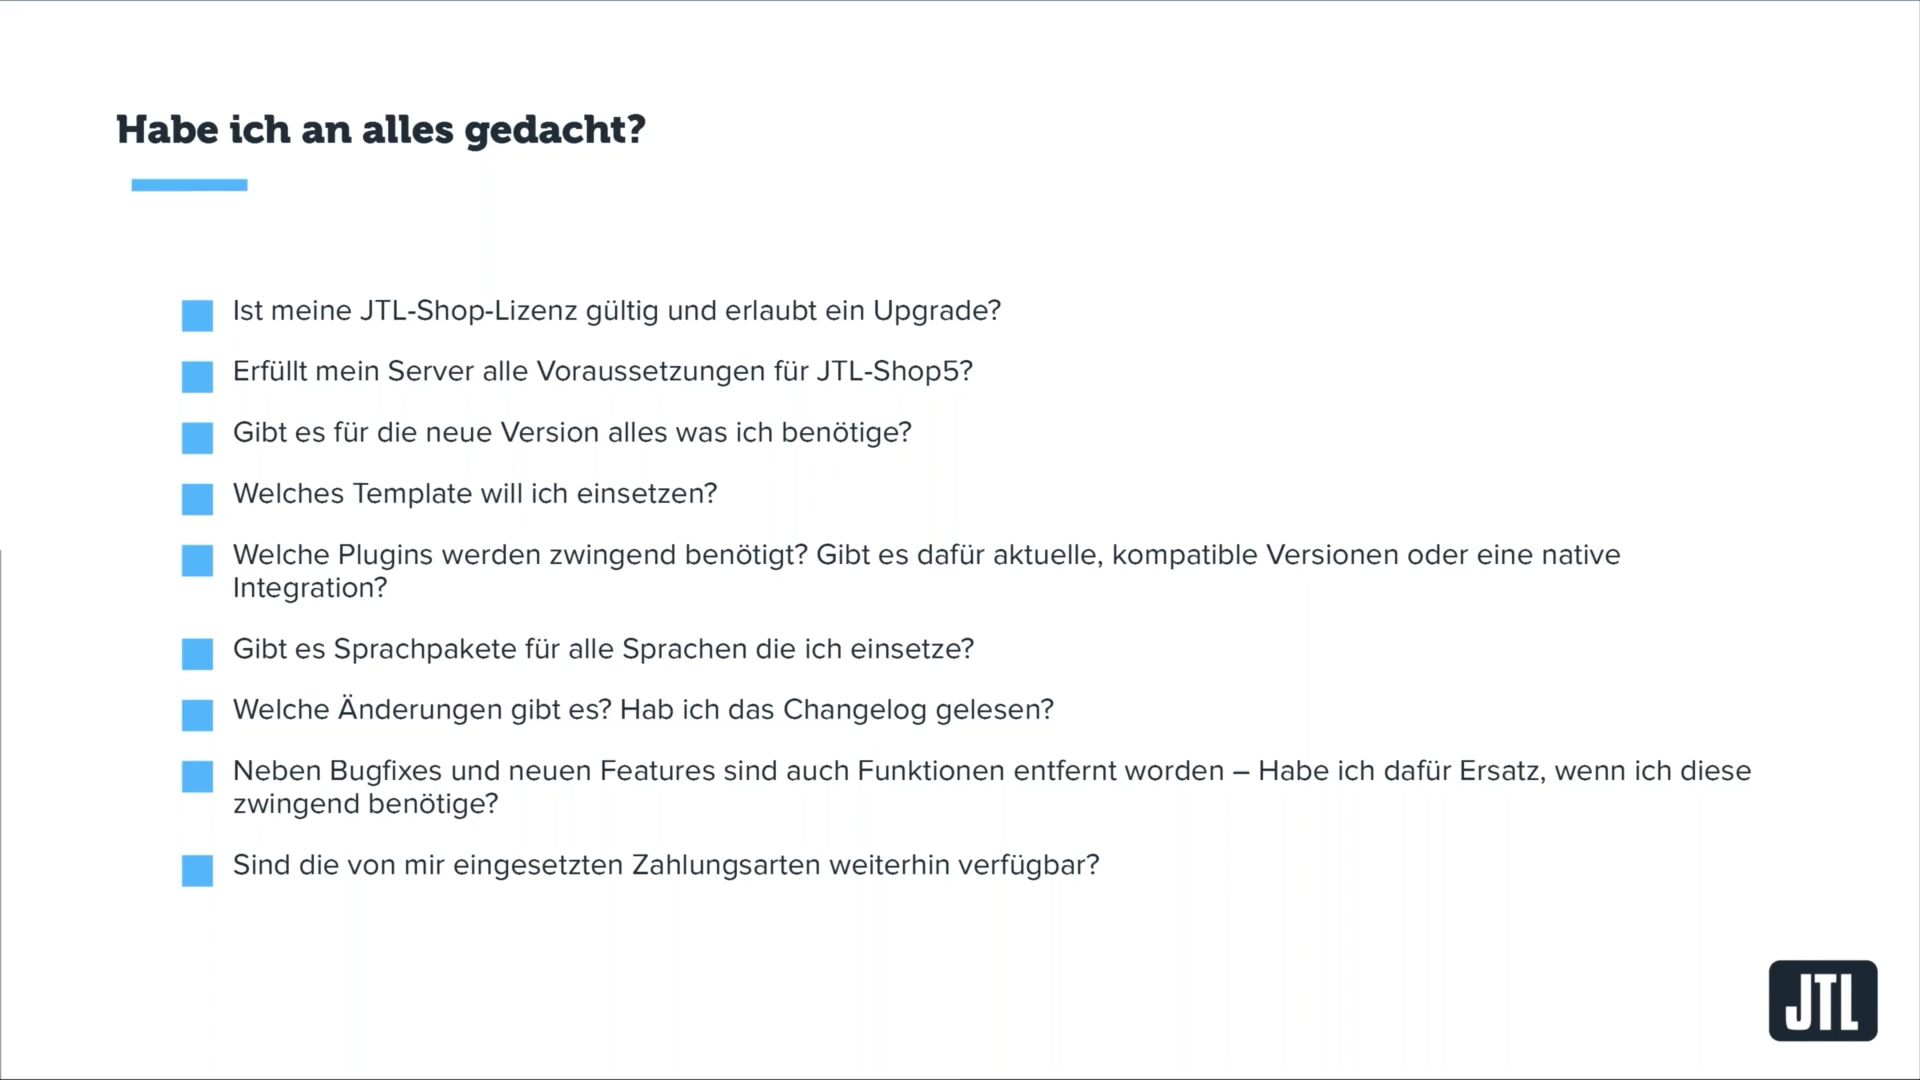 Habe ich an alles gedacht?
Ist meine JTL-Shop-Lizenz gültig und erlaubt ein Upgrade?
Erfüllt mein Server alle Voraussetzungen für JTL-Shop5?
Gibt es für die neue Version alles was ich benötige?
Welches Template will ich einsetzen?
Welche Plugins werden zwingend benötigt? Gibt es dafür aktuelle, kompatible Versionen oder eine native
Integration?
Gibt es Sprachpakete für alle Sprachen die ich einsetze?
Welche Änderungen gibt es? Hab ich das Changelog gelesen?
Neben Bugfixes und neuen Features sind auch Funktionen entfernt worden – Habe ich dafür Ersatz, wenn ich diese
zwingend benötige?
Sind die von mir eingesetzten Zahlungsarten weiterhin verfügbar?
JTL